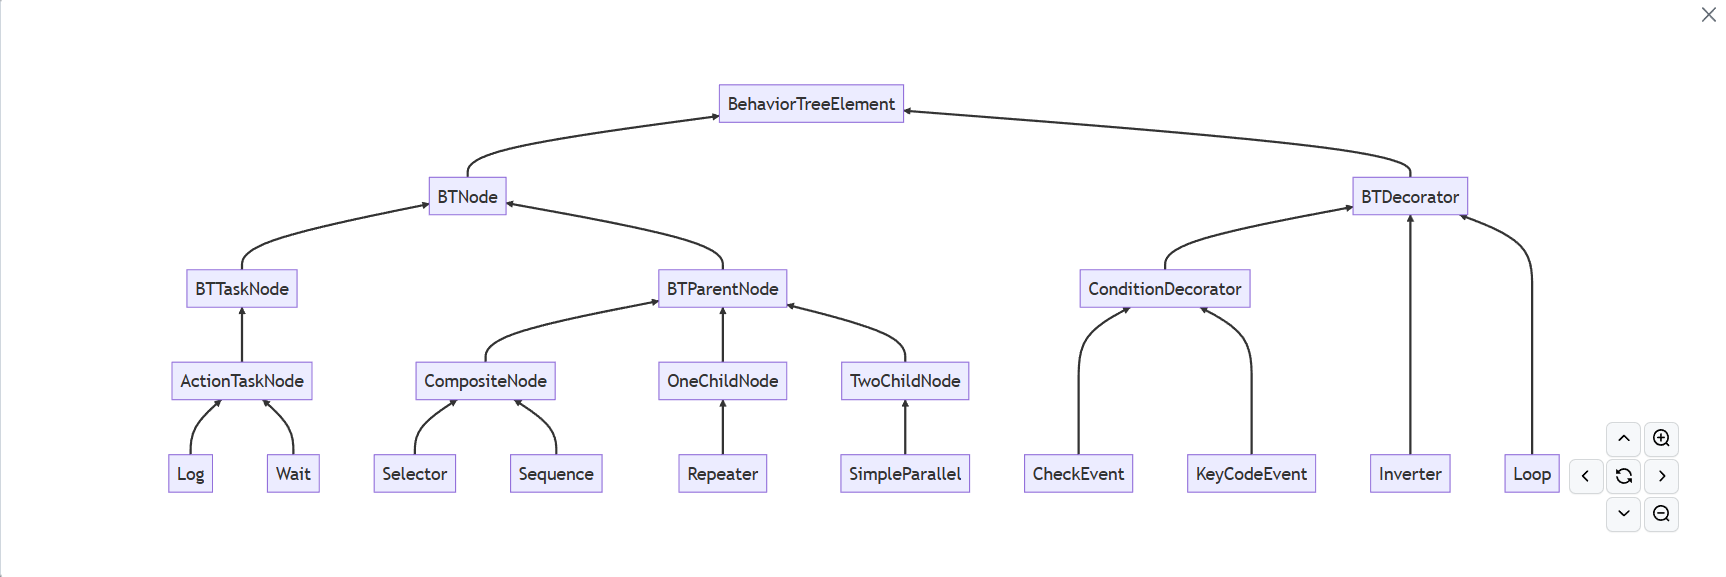 BehaviorTreeElement
BTNode
BTDecorator
BTTaskNode
BTParentNode
ConditionDecorator
ActionTaskNode
CompositeNode
OneChildNode
TwoChildNode
Log
Wait
Selector
Sequence
Repeater
SimpleParallel
CheckEvent
KeyCodeEvent
Inverter
Loop